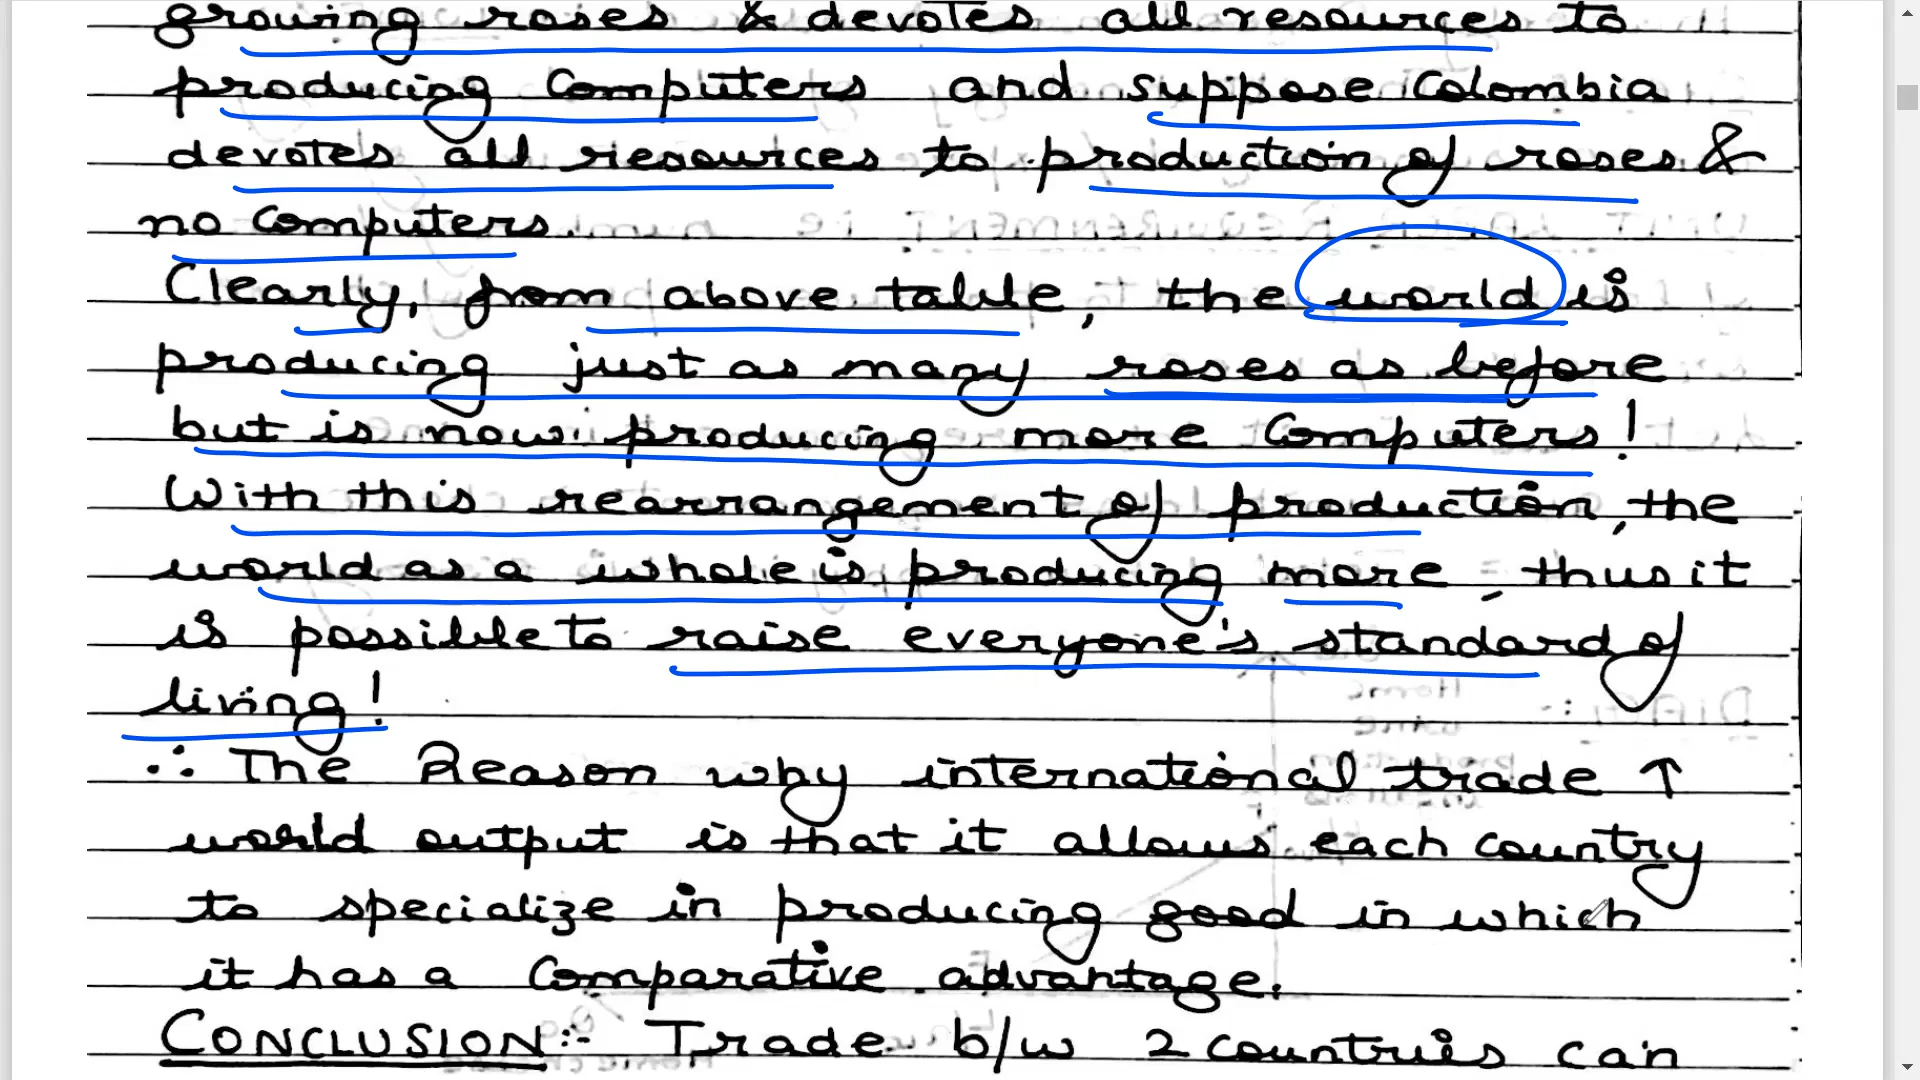 growing roses & devotes all resources to
producing computers and suppose Colombia
devotes all resources to production of roses &
no computers.
Clearly, from above table, the world is
producing just as many roses as before
but is now producing more computers!
With this rearrangement of production, the
world as a whole is producing more, thus it
is possible to raise everyone's standard of
living!
∴ The Reason why international trade ↑
world output is that it allows each country
to specialize in producing good in which
it has a comparative advantage.
CONCLUSION:- Trade b/w 2 countries can